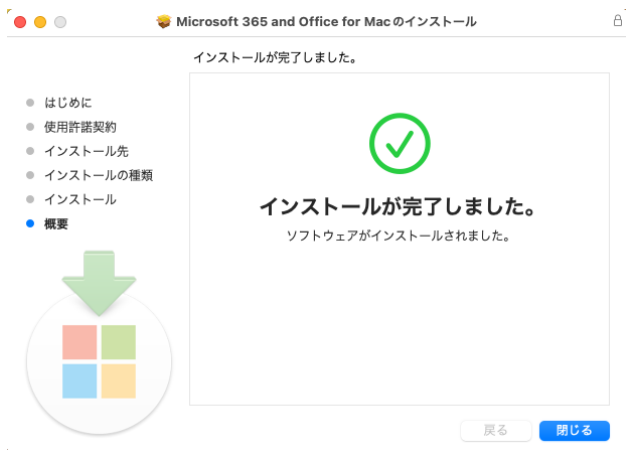 Microsoft 365 and Office for Macのインストール
インストールが完了しました。
はじめに
使用許諾契約
インストール先
インストールの種類
インストール
概要
インストールが完了しました。
ソフトウェアがインストールされました。
戻る
閉じる